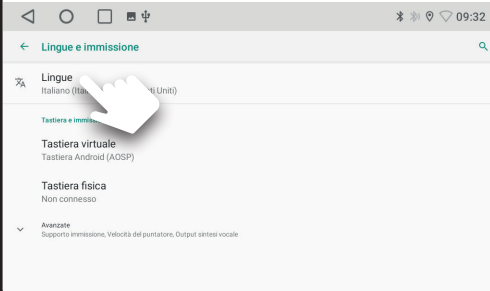 09:32
Lingue e immissione
Lingue
Italiano (Ital ti Uniti)
Tastiera e immiss
Tastiera virtuale
Tastiera Android (AOSP)
Tastiera fisica
Non connesso
Avanzate
Supporto immissione, Velocità del puntatore, Output sintesi vocale